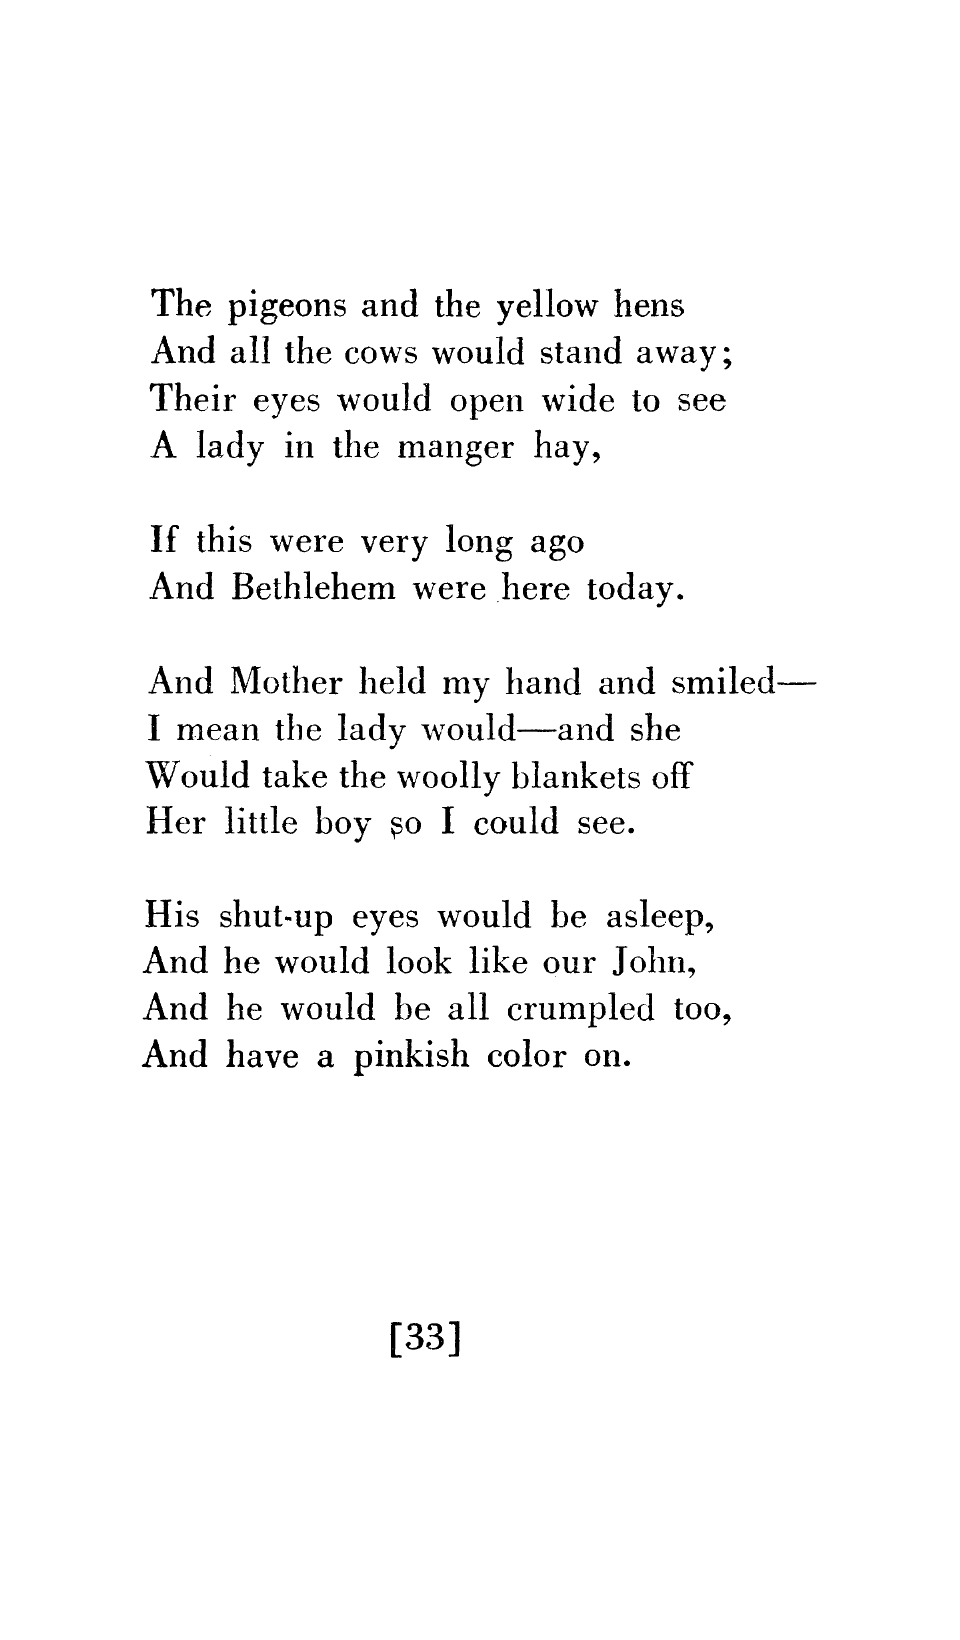 The pigeons and the yellow hens
And all the cows would stand away;
Their eyes would open wide to see
A lady in the manger hay,
If this were very long ago
And Bethlehem were here today.
And Mother held my hand and smiled—
I mean the lady would—and she
Would take the woolly blankets off
Her little boy so I could see.
His shut-up eyes would be asleep,
And he would look like our John,
And he would be all crumpled too,
And have a pinkish color on.
[33]